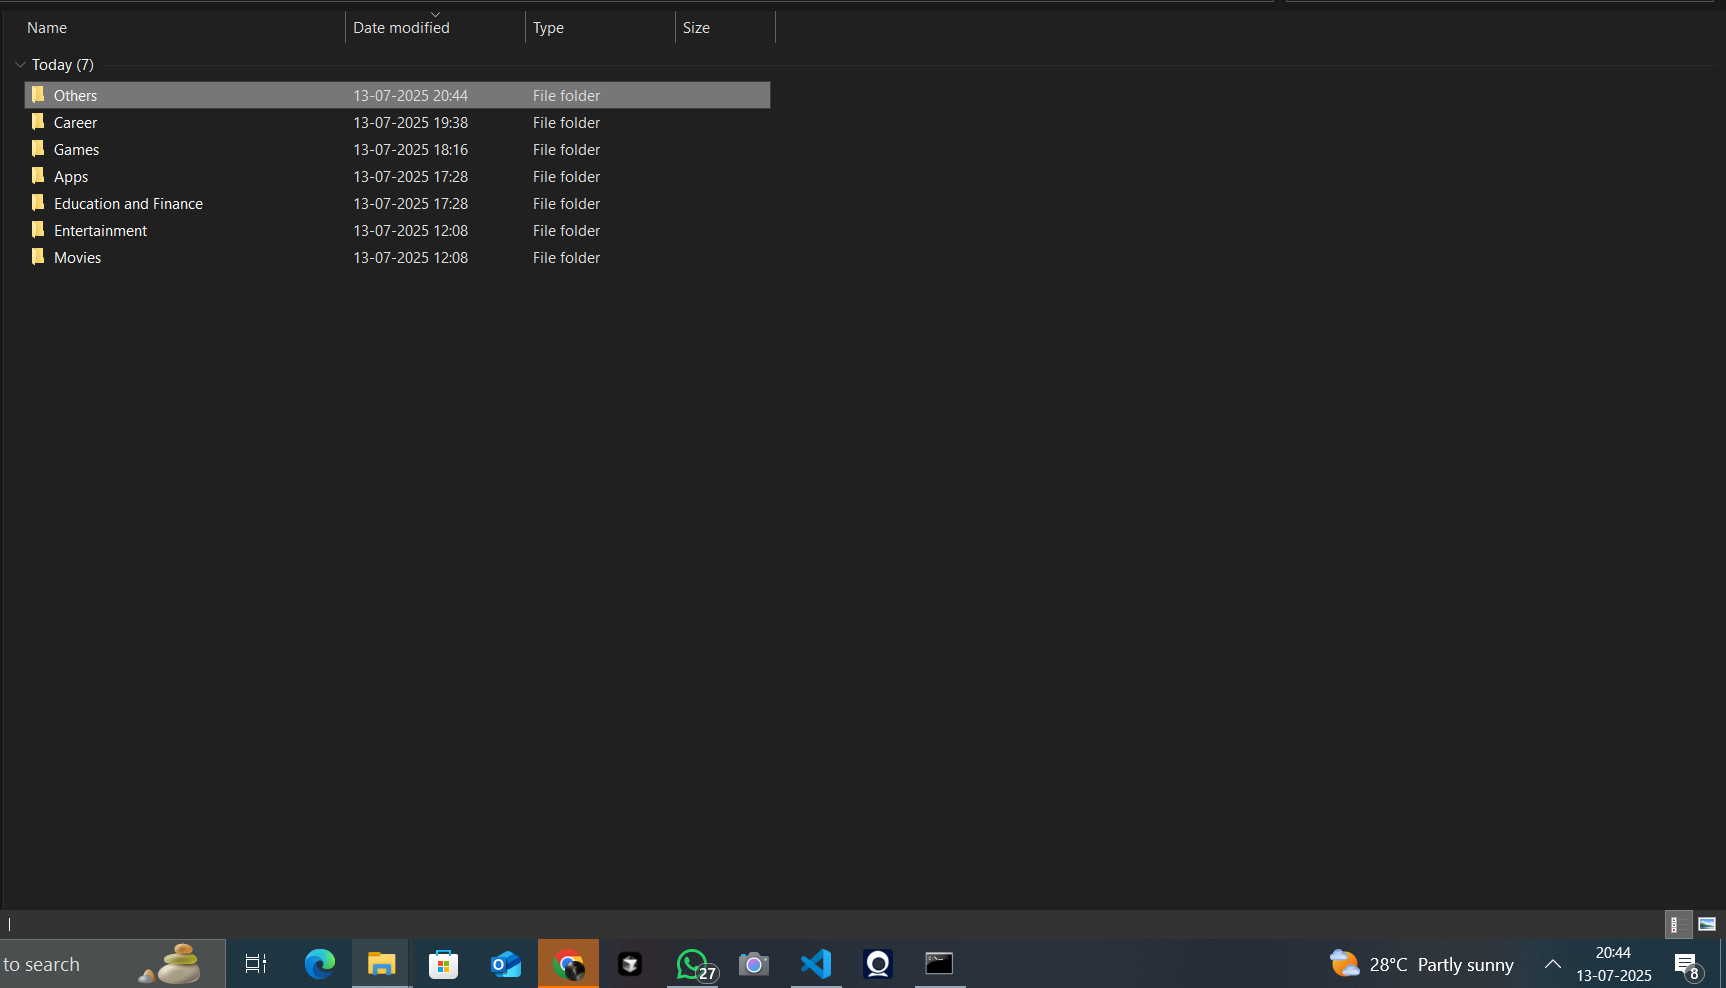 Name Date modified Type Size
Today (7)
Others 13-07-2025 20:44 File folder
Career 13-07-2025 19:38 File folder
Games 13-07-2025 18:16 File folder
Apps 13-07-2025 17:28 File folder
Education and Finance 13-07-2025 17:28 File folder
Entertainment 13-07-2025 12:08 File folder
Movies 13-07-2025 12:08 File folder
to search 27 28°C Partly sunny 20:44
13-07-2025 8